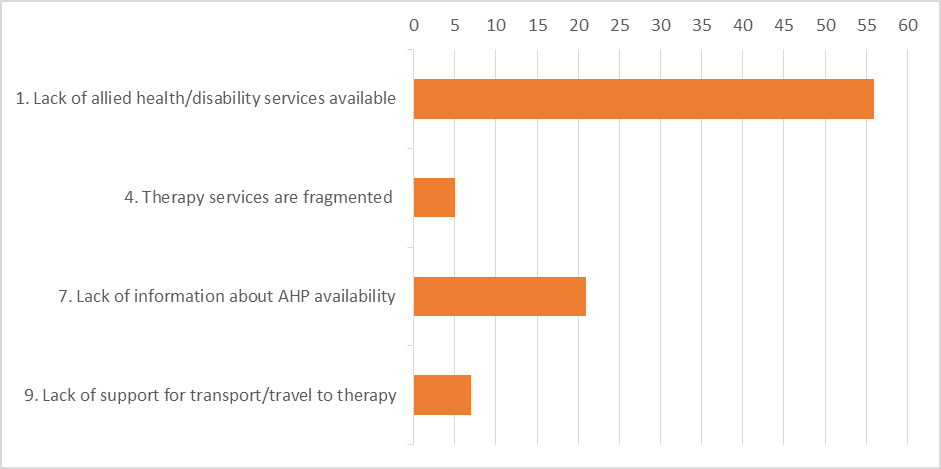 0 5 10 15 20 25 30 35 40 45 50 55 60
1. Lack of allied health/disability services available
4. Therapy services are fragmented
7. Lack of information about AHP availability
9. Lack of support for transport/travel to therapy